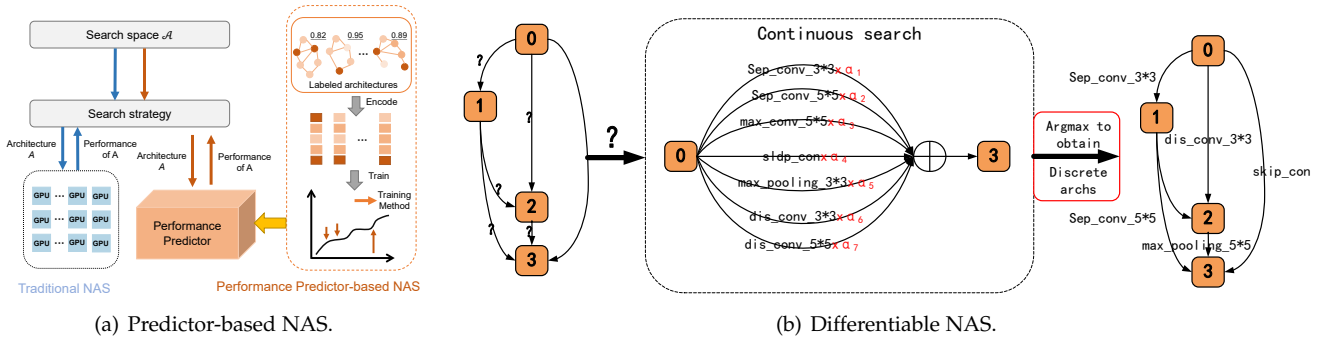 Search space A
Search strategy
Architecture
A
Performance
of A
Architecture
A
Performance
of A
GPU ... GPU GPU
GPU ... GPU GPU
GPU ... GPU GPU
Performance
Predictor
Traditional NAS
0.82 0.95 0.89
...
Labeled architectures
Encode
...
Train
Training
Method
Performance Predictor-based NAS
(a) Predictor-based NAS.
0
?
1
?
?
?
2
?
?
3
?
Continuous search
0
Sep_conv_3*3×α1
Sep_conv_5*5×α2
max_conv_5*5×α3
sldp_con×α4
max_pooling_3*3×α5
dis_conv_3*3×α6
dis_conv_5*5×α7
3
Argmax to
obtain
Discrete
archs
0
Sep_conv_3*3
1
dis_conv_3*3
skip_con
Sep_conv_5*5
2
max_pooling_5*5
3
(b) Differentiable NAS.